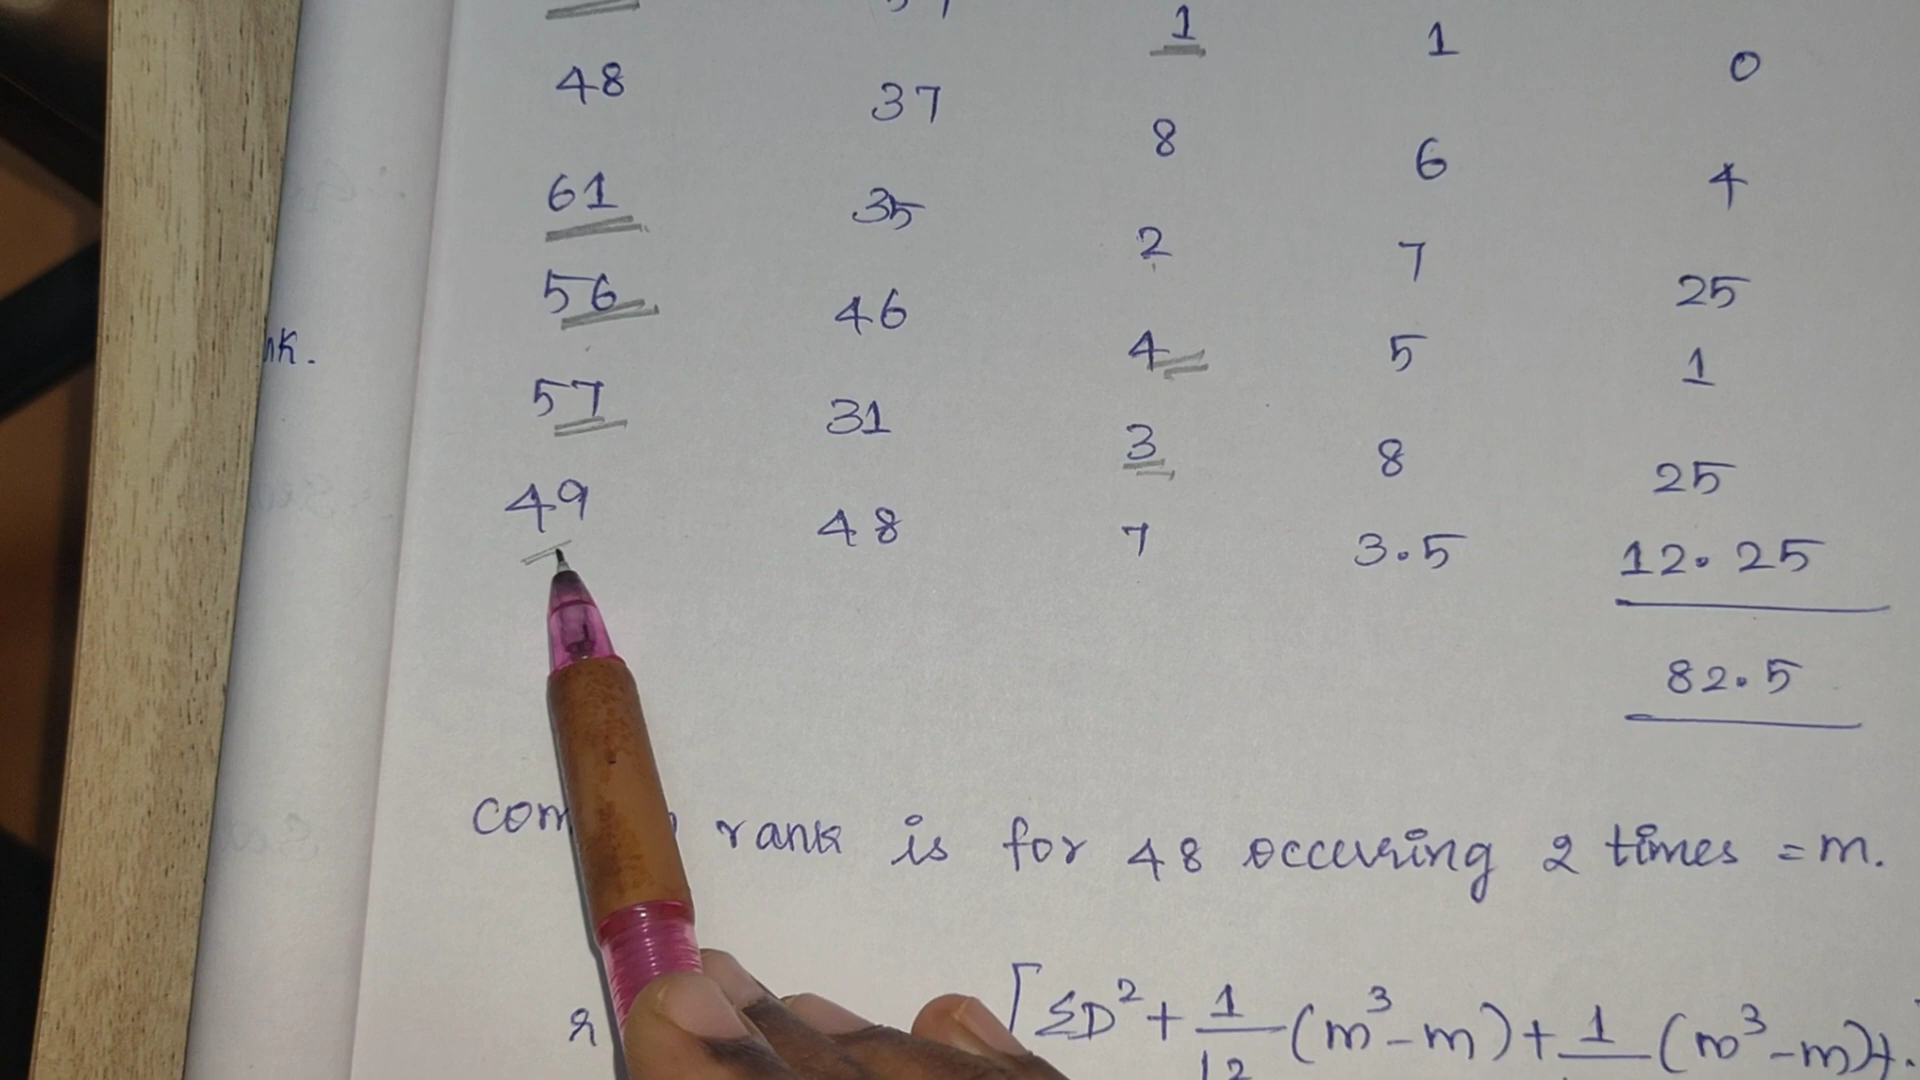 1 1 0
48 37 8 6 4
61 35 2 7 25
56 46 4 5 1
57 31 3 8 25
49 48 7 3.5 12.25
82.5
rank is for 48 occuring 2 times = m.
[ΣD² + 1/12 (m³-m) + 1 (m³-m)+.